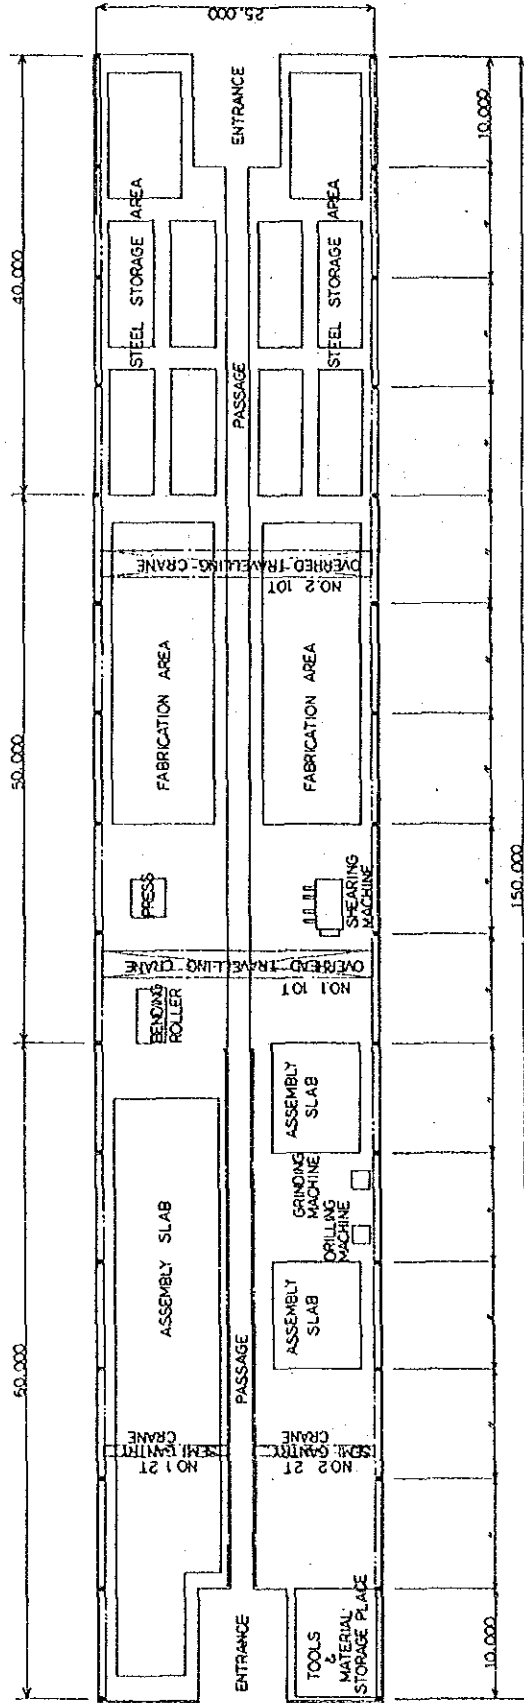 25.000
40.000
50.000
60.000
ENTRANCE
STEEL STORAGE AREA
STEEL STORAGE AREA
PASSAGE
OVERHED TRAVELLING CRANE
NO.2 10T
FABRICATION AREA
FABRICATION AREA
PRESS
SHEARING
MACHINE
OVERHEAD TRAVELLING CRANE
NO.1 10T
BENDING
ROLLER
ASSEMBLY
SLAB
GRINDING
MACHINE
DRILLING
MACHINE
ASSEMBLY SLAB
ASSEMBLY
SLAB
PASSAGE
SEMI GANTRY
CRANE
NO.1 2T
SEMI GANTRY
CRANE
NO.2 2T
ENTRANCE
TOOLS
&
MATERIAL
STORAGE PLACE
10.000
〃
〃
〃
〃
〃
〃
〃
〃
〃
〃
〃
〃
〃
10.000
150.000